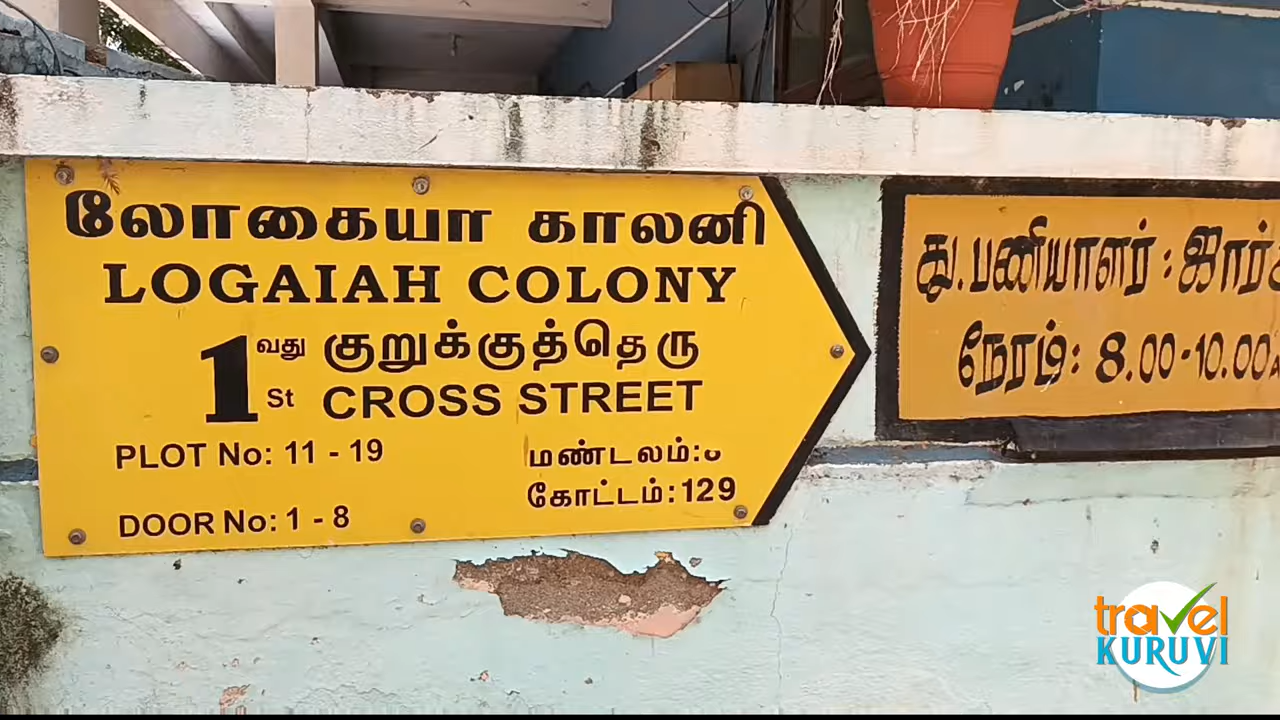 லோகையா காலனி
LOGAIAH COLONY
1வது குறுக்குத்தெரு
1St CROSS STREET
PLOT No: 11 - 19
மண்டலம்:
கோட்டம்:129
DOOR No: 1 - 8
து.பணியாளர் : ஜார்
நேரம் : 8.00-10.00
travel
KURUVI